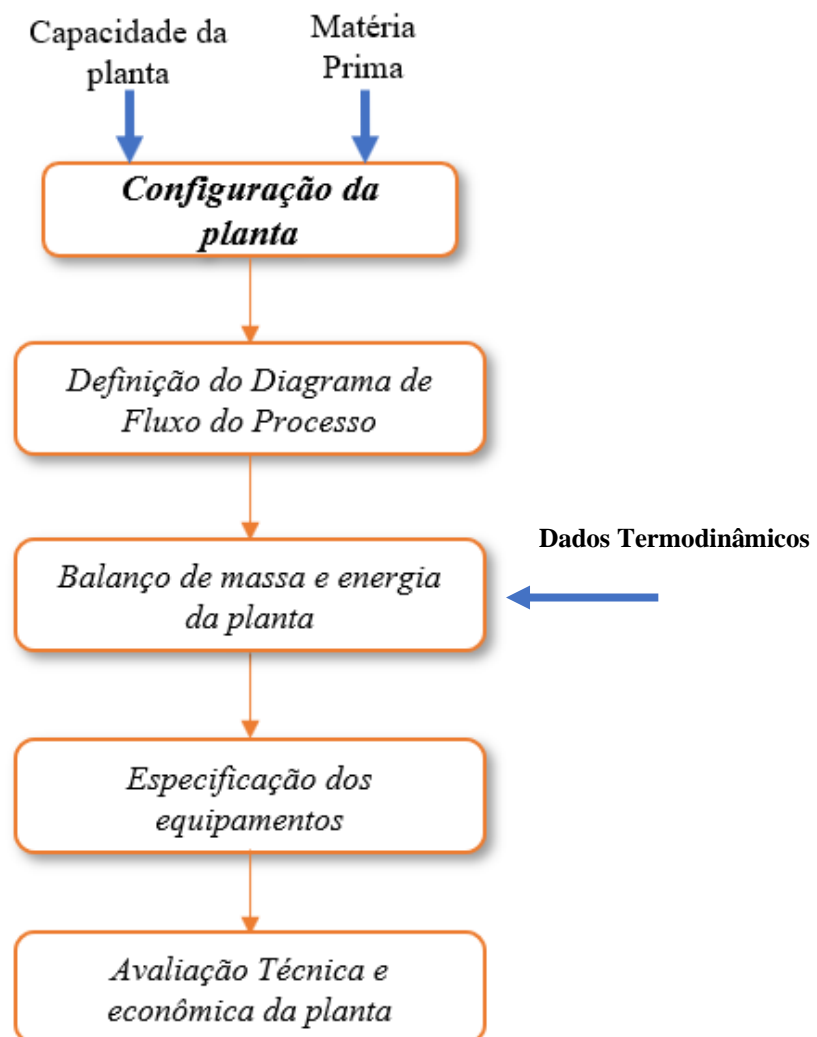 Capacidade da
planta
Matéria
Prima
Configuração da
planta
Definição do Diagrama de
Fluxo do Processo
Dados Termodinâmicos
Balanço de massa e energia
da planta
Especificação dos
equipamentos
Avaliação Técnica e
econômica da planta